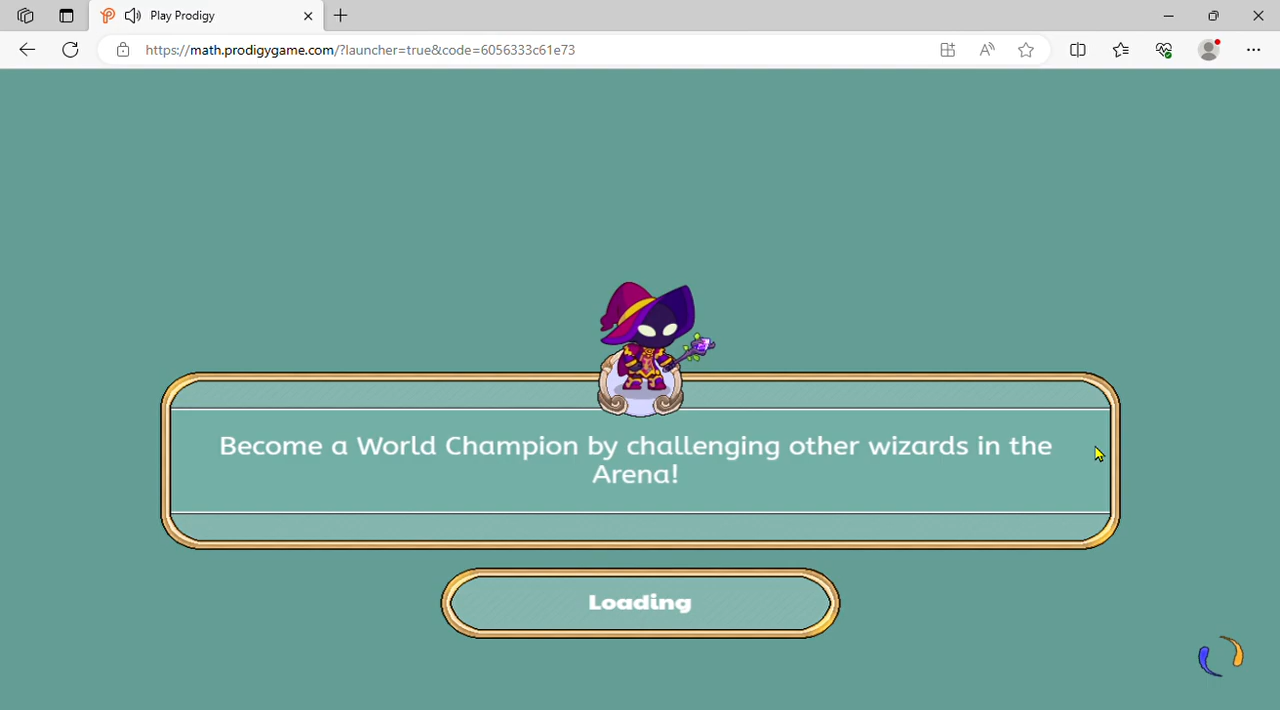 Play Prodigy
https://math.prodigygame.com/?launcher=true&code=6056333c61e73
Become a World Champion by challenging other wizards in the
Arena!
Loading